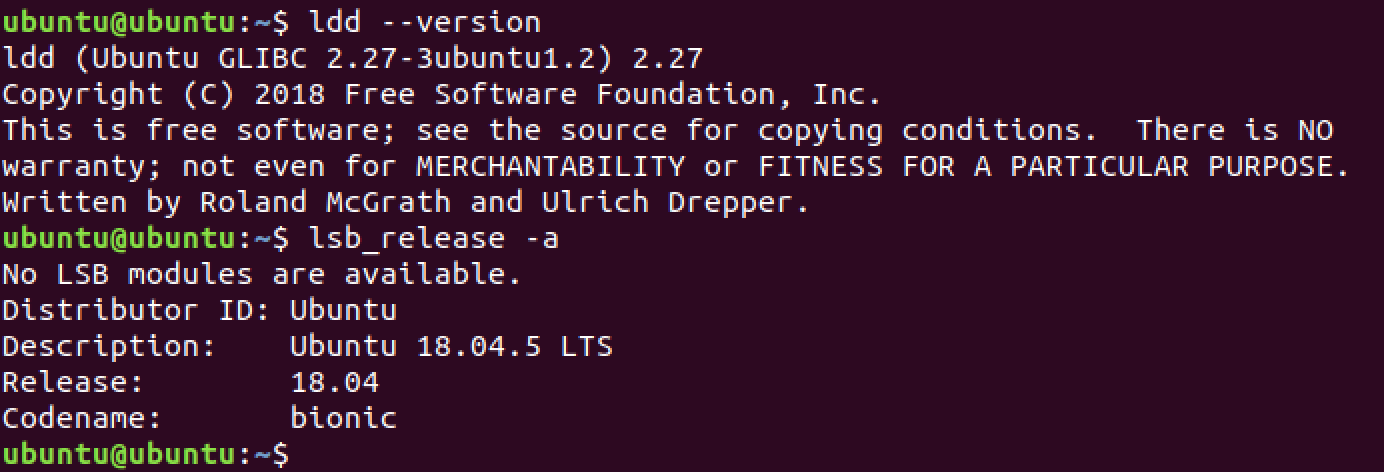 ubuntu@ubuntu:~$ ldd --version
ldd (Ubuntu GLIBC 2.27-3ubuntu1.2) 2.27
Copyright (C) 2018 Free Software Foundation, Inc.
This is free software; see the source for copying conditions.  There is NO
warranty; not even for MERCHANTABILITY or FITNESS FOR A PARTICULAR PURPOSE.
Written by Roland McGrath and Ulrich Drepper.
ubuntu@ubuntu:~$ lsb_release -a
No LSB modules are available.
Distributor ID: Ubuntu
Description:    Ubuntu 18.04.5 LTS
Release:        18.04
Codename:       bionic
ubuntu@ubuntu:~$